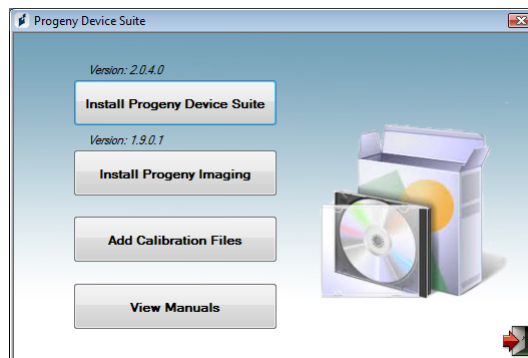 Progeny Device Suite
Version: 2.0.4.0
Install Progeny Device Suite
Version: 1.9.0.1
Install Progeny Imaging
Add Calibration Files
View Manuals